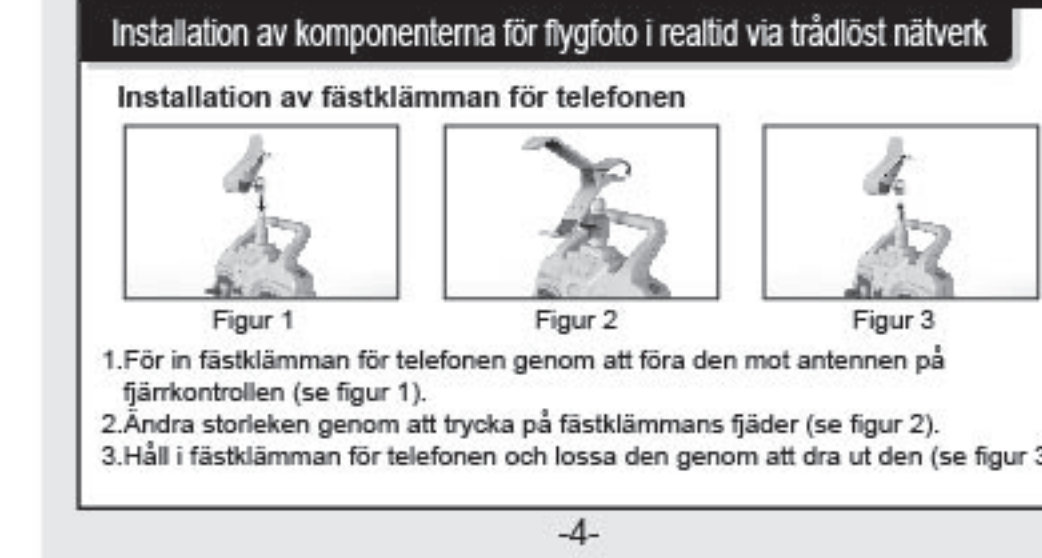 Installation av komponenterna för flygfoto i realtid via trådlöst nätverk
Installation av fästklämman för telefonen
Figur 1
Figur 2
Figur 3
1.För in fästklämman för telefonen genom att föra den mot antennen på
fjärrkontrollen (se figur 1).
2.Ändra storleken genom att trycka på fästklämmans fjäder (se figur 2).
3.Håll i fästklämman för telefonen och lossa den genom att dra ut den (se figur 3
-4-